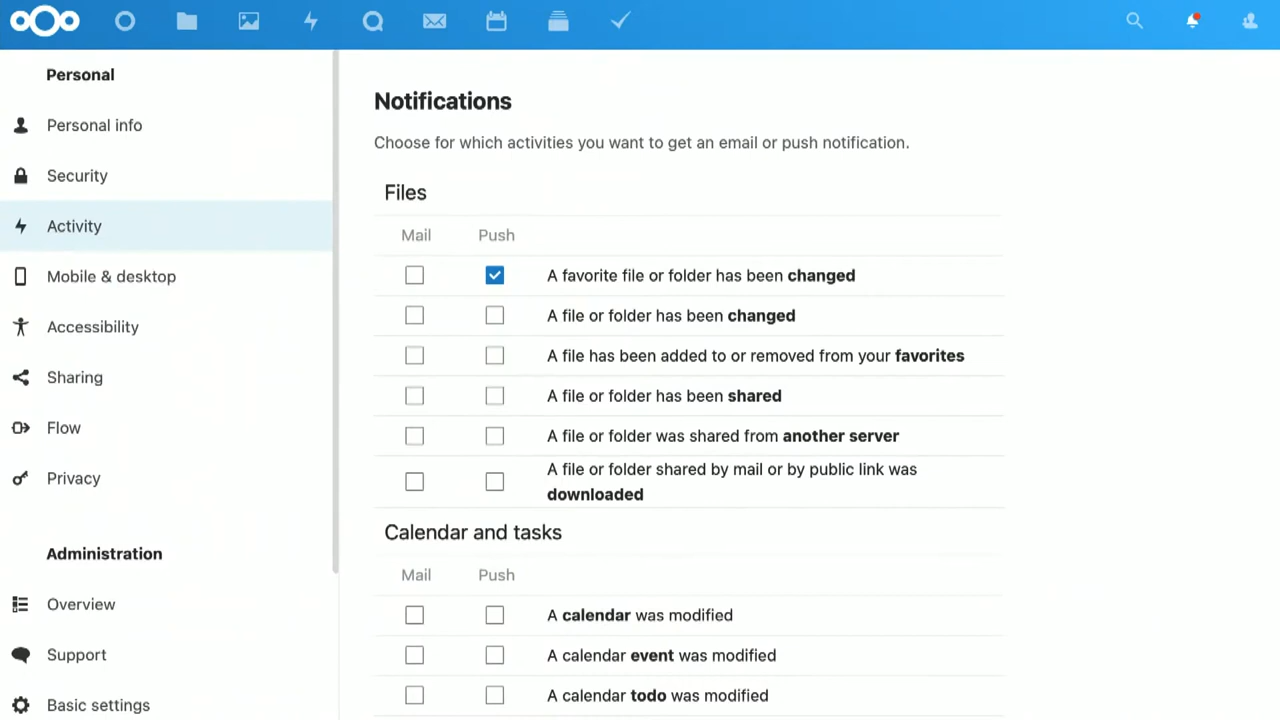 Personal
Personal info
Security
Activity
Mobile & desktop
Accessibility
Sharing
Flow
Privacy
Administration
Overview
Support
Basic settings
Notifications
Choose for which activities you want to get an email or push notification.
Files
Mail Push
A favorite file or folder has been changed
A file or folder has been changed
A file has been added to or removed from your favorites
A file or folder has been shared
A file or folder was shared from another server
A file or folder shared by mail or by public link was
downloaded
Calendar and tasks
Mail Push
A calendar was modified
A calendar event was modified
A calendar todo was modified